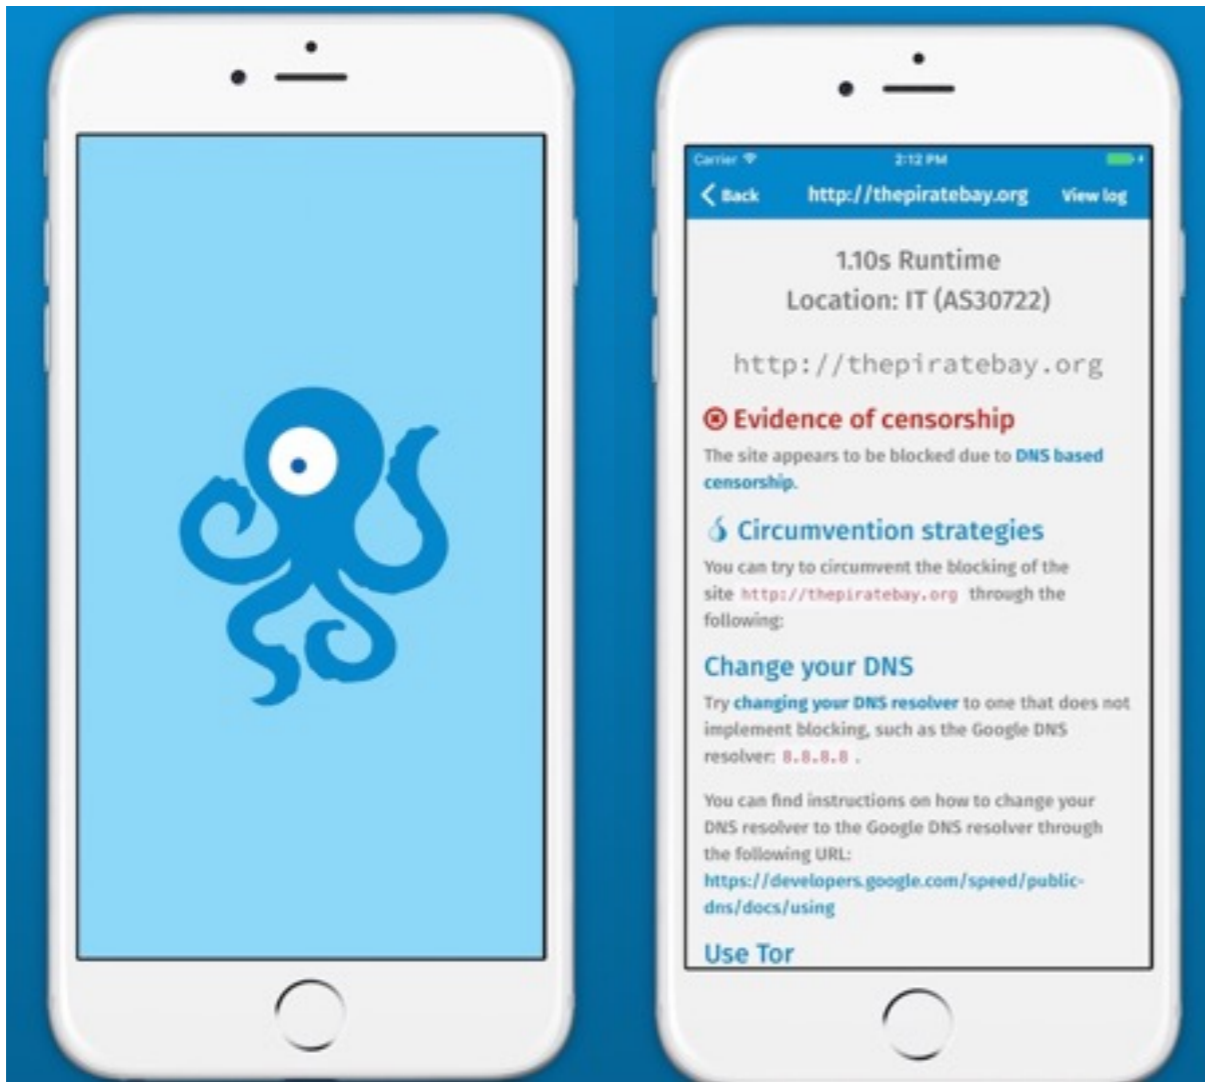 Carrier
2:12 PM
Back
http://thepiratebay.org
View log
1.10s Runtime
Location: IT (AS30722)
http://thepiratebay.org
Evidence of censorship
The site appears to be blocked due to DNS based
censorship.
Circumvention strategies
You can try to circumvent the blocking of the
site http://thepiratebay.org through the
following:
Change your DNS
Try changing your DNS resolver to one that does not
implement blocking, such as the Google DNS
resolver: 8.8.8.8 .
You can find instructions on how to change your
DNS resolver to the Google DNS resolver through
the following URL:
https://developers.google.com/speed/public-
dns/docs/using
Use Tor